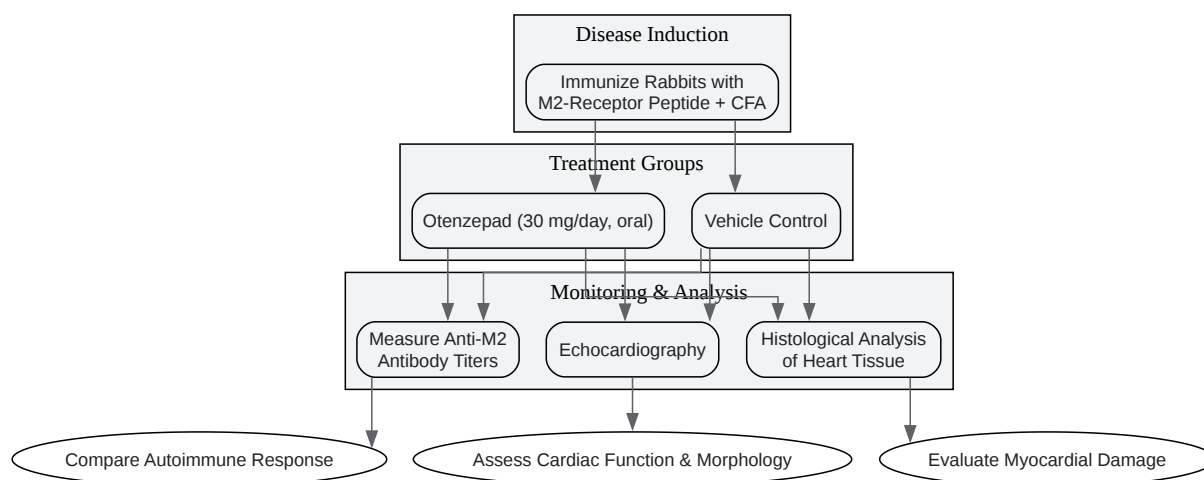 Disease Induction
Immunize Rabbits with
M2-Receptor Peptide + CFA
Treatment Groups
Otenzepad (30 mg/day, oral)
Vehicle Control
Monitoring & Analysis
Measure Anti-M2
Antibody Titers
Echocardiography
Histological Analysis
of Heart Tissue
Compare Autoimmune Response
Assess Cardiac Function & Morphology
Evaluate Myocardial Damage